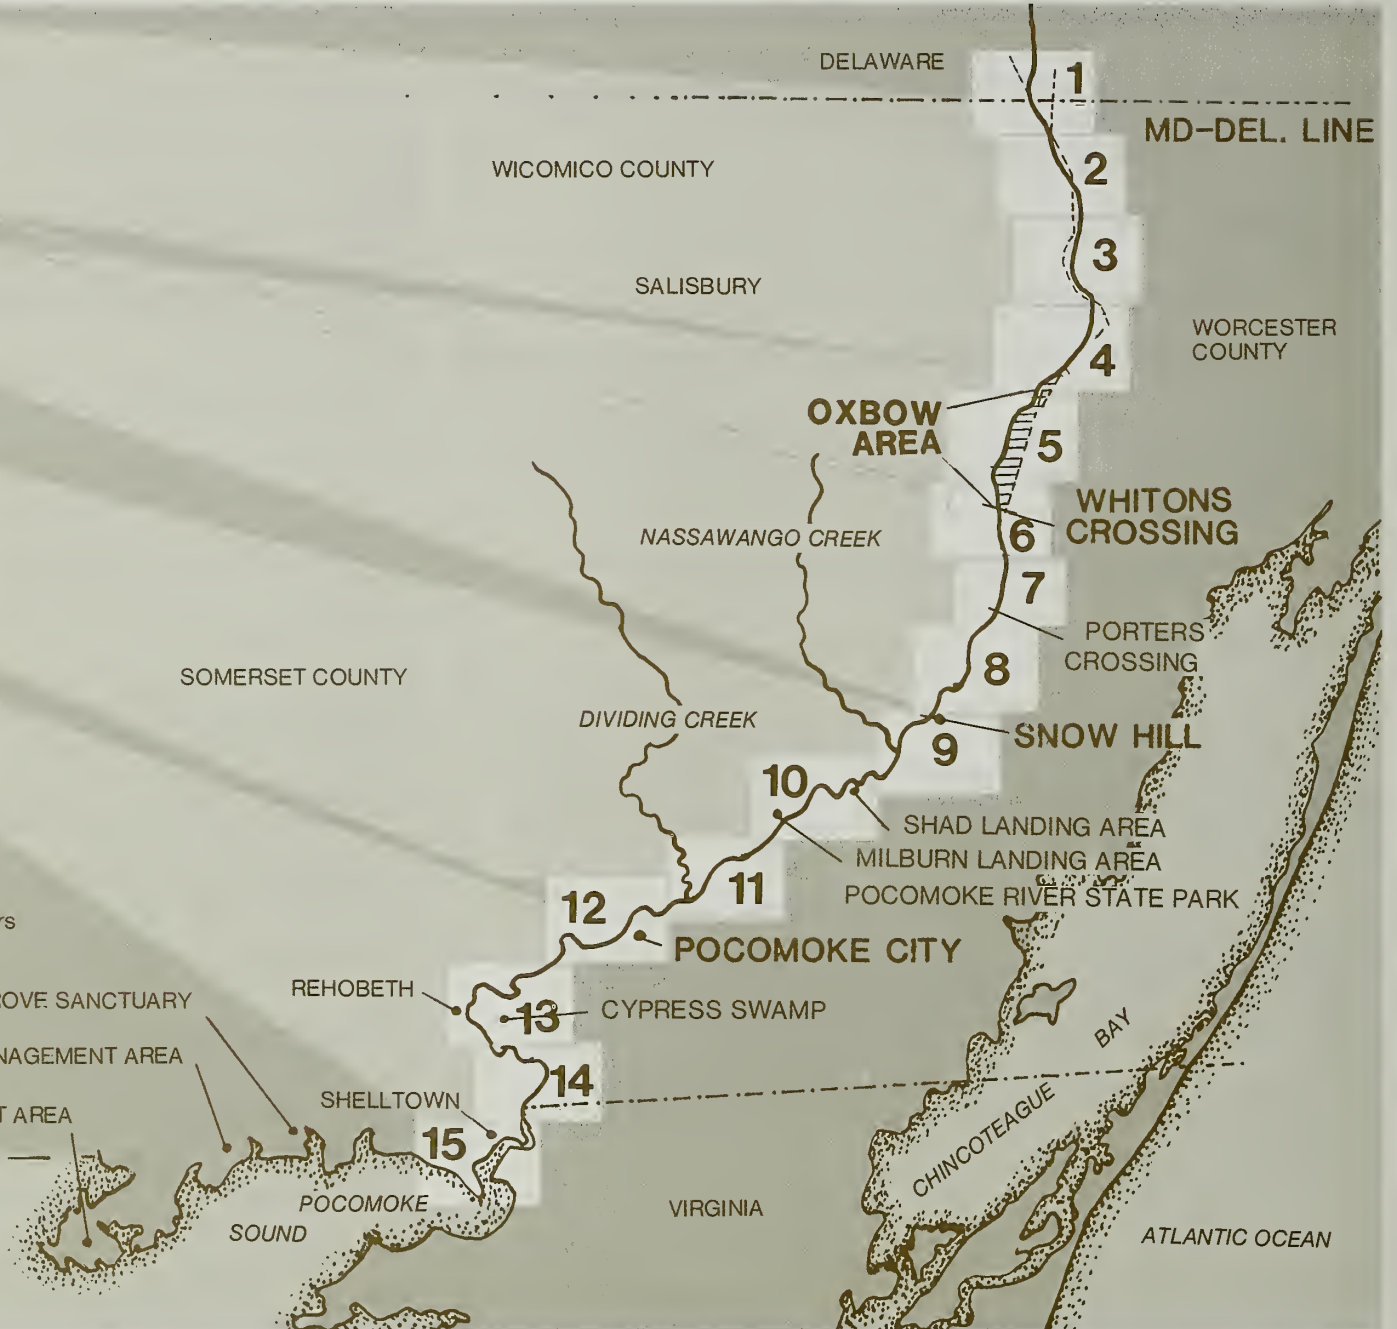 DELAWARE
1
MD-DEL. LINE
2
WICOMICO COUNTY
3
SALISBURY
WORCESTER
COUNTY
4
OXBOW
AREA
5
WHITONS
CROSSING
6
NASSAWANGO CREEK
7
PORTERS
CROSSING
8
SOMERSET COUNTY
DIVIDING CREEK
SNOW HILL
9
10
SHAD LANDING AREA
MILBURN LANDING AREA
POCOMOKE RIVER STATE PARK
11
12
POCOMOKE CITY
REHOBETH
OVE SANCTUARY
13
CYPRESS SWAMP
NAGEMENT AREA
14
SHELLTOWN
T AREA
15
CHINCOTEAGUE
BAY
POCOMOKE
SOUND
VIRGINIA
ATLANTIC OCEAN